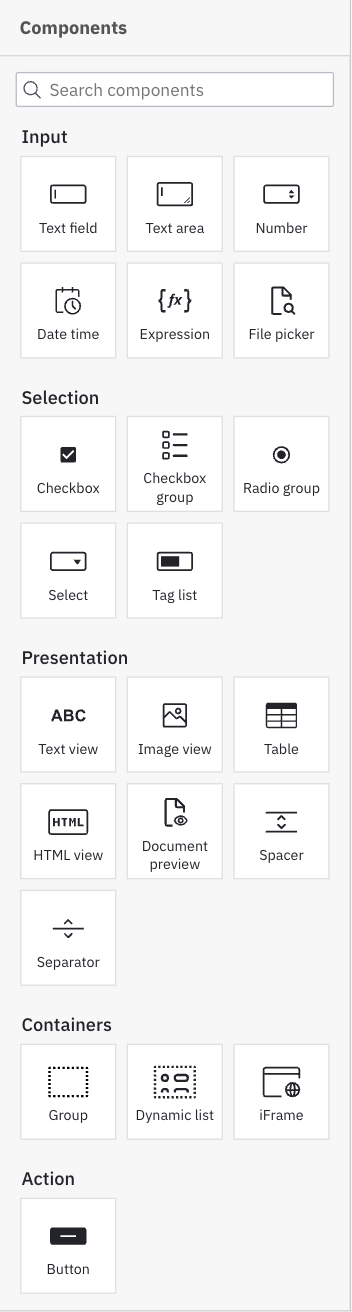 Components
Search components
Input
Text field
Text area
Number
Date time
{fx}
Expression
File picker
Selection
Checkbox
Checkbox
group
Radio group
Select
Tag list
Presentation
ABC
Text view
Image view
Table
HTML
HTML view
Document
preview
Spacer
Separator
Containers
Group
Dynamic list
iFrame
Action
Button